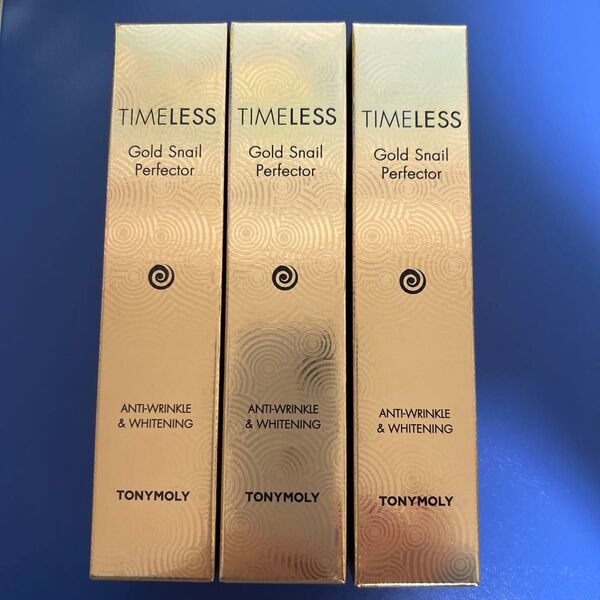 TIMELESS
Gold Snail
Perfector
ANTI-WRINKLE
& WHITENING
TONYMOLY
TIMELESS
Gold Snail
Perfector
ANTI-WRINKLE
& WHITENING
TONYMOLY
TIMELESS
Gold Snail
Perfector
ANTI-WRINKLE
& WHITENING
TONYMOLY